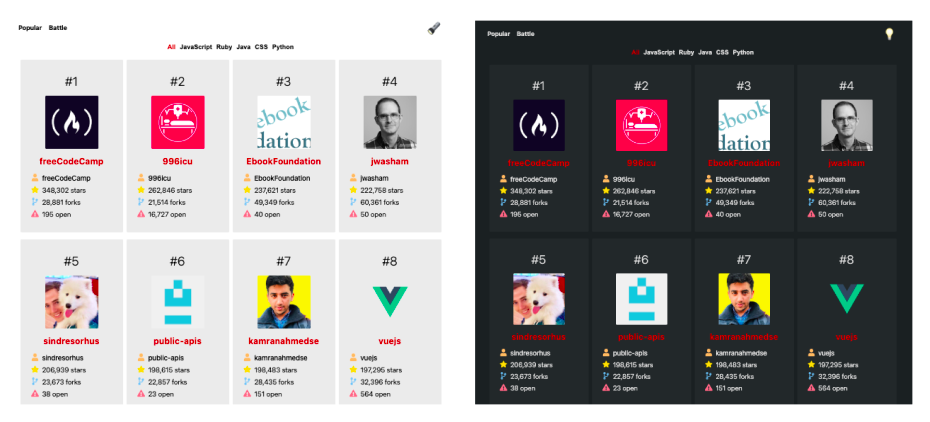 Popular Battle
All JavaScript Ruby Java CSS Python
#1 #2 #3 #4
ebook
dation
freeCodeCamp 996icu EbookFoundation jwasham
freeCodeCamp 996icu EbookFoundation jwasham
348,302 stars 262,846 stars 237,621 stars 222,758 stars
28,881 forks 21,514 forks 49,349 forks 60,361 forks
195 open 16,727 open 40 open 50 open
#5 #6 #7 #8
sindresorhus public-apis kamranahmedse vuejs
sindresorhus public-apis kamranahmedse vuejs
206,939 stars 198,615 stars 198,483 stars 197,295 stars
23,673 forks 22,857 forks 28,435 forks 32,396 forks
38 open 23 open 151 open 564 open
Popular Battle
All JavaScript Ruby Java CSS Python
#1 #2 #3 #4
ebook
dation
freeCodeCamp 996icu EbookFoundation jwasham
freeCodeCamp 996icu EbookFoundation jwasham
348,302 stars 262,846 stars 237,621 stars 222,758 stars
28,881 forks 21,514 forks 49,349 forks 60,361 forks
195 open 16,727 open 40 open 50 open
#5 #6 #7 #8
sindresorhus public-apis kamranahmedse vuejs
sindresorhus public-apis kamranahmedse vuejs
206,939 stars 198,615 stars 198,483 stars 197,295 stars
23,673 forks 22,857 forks 28,435 forks 32,396 forks
38 open 23 open 151 open 564 open